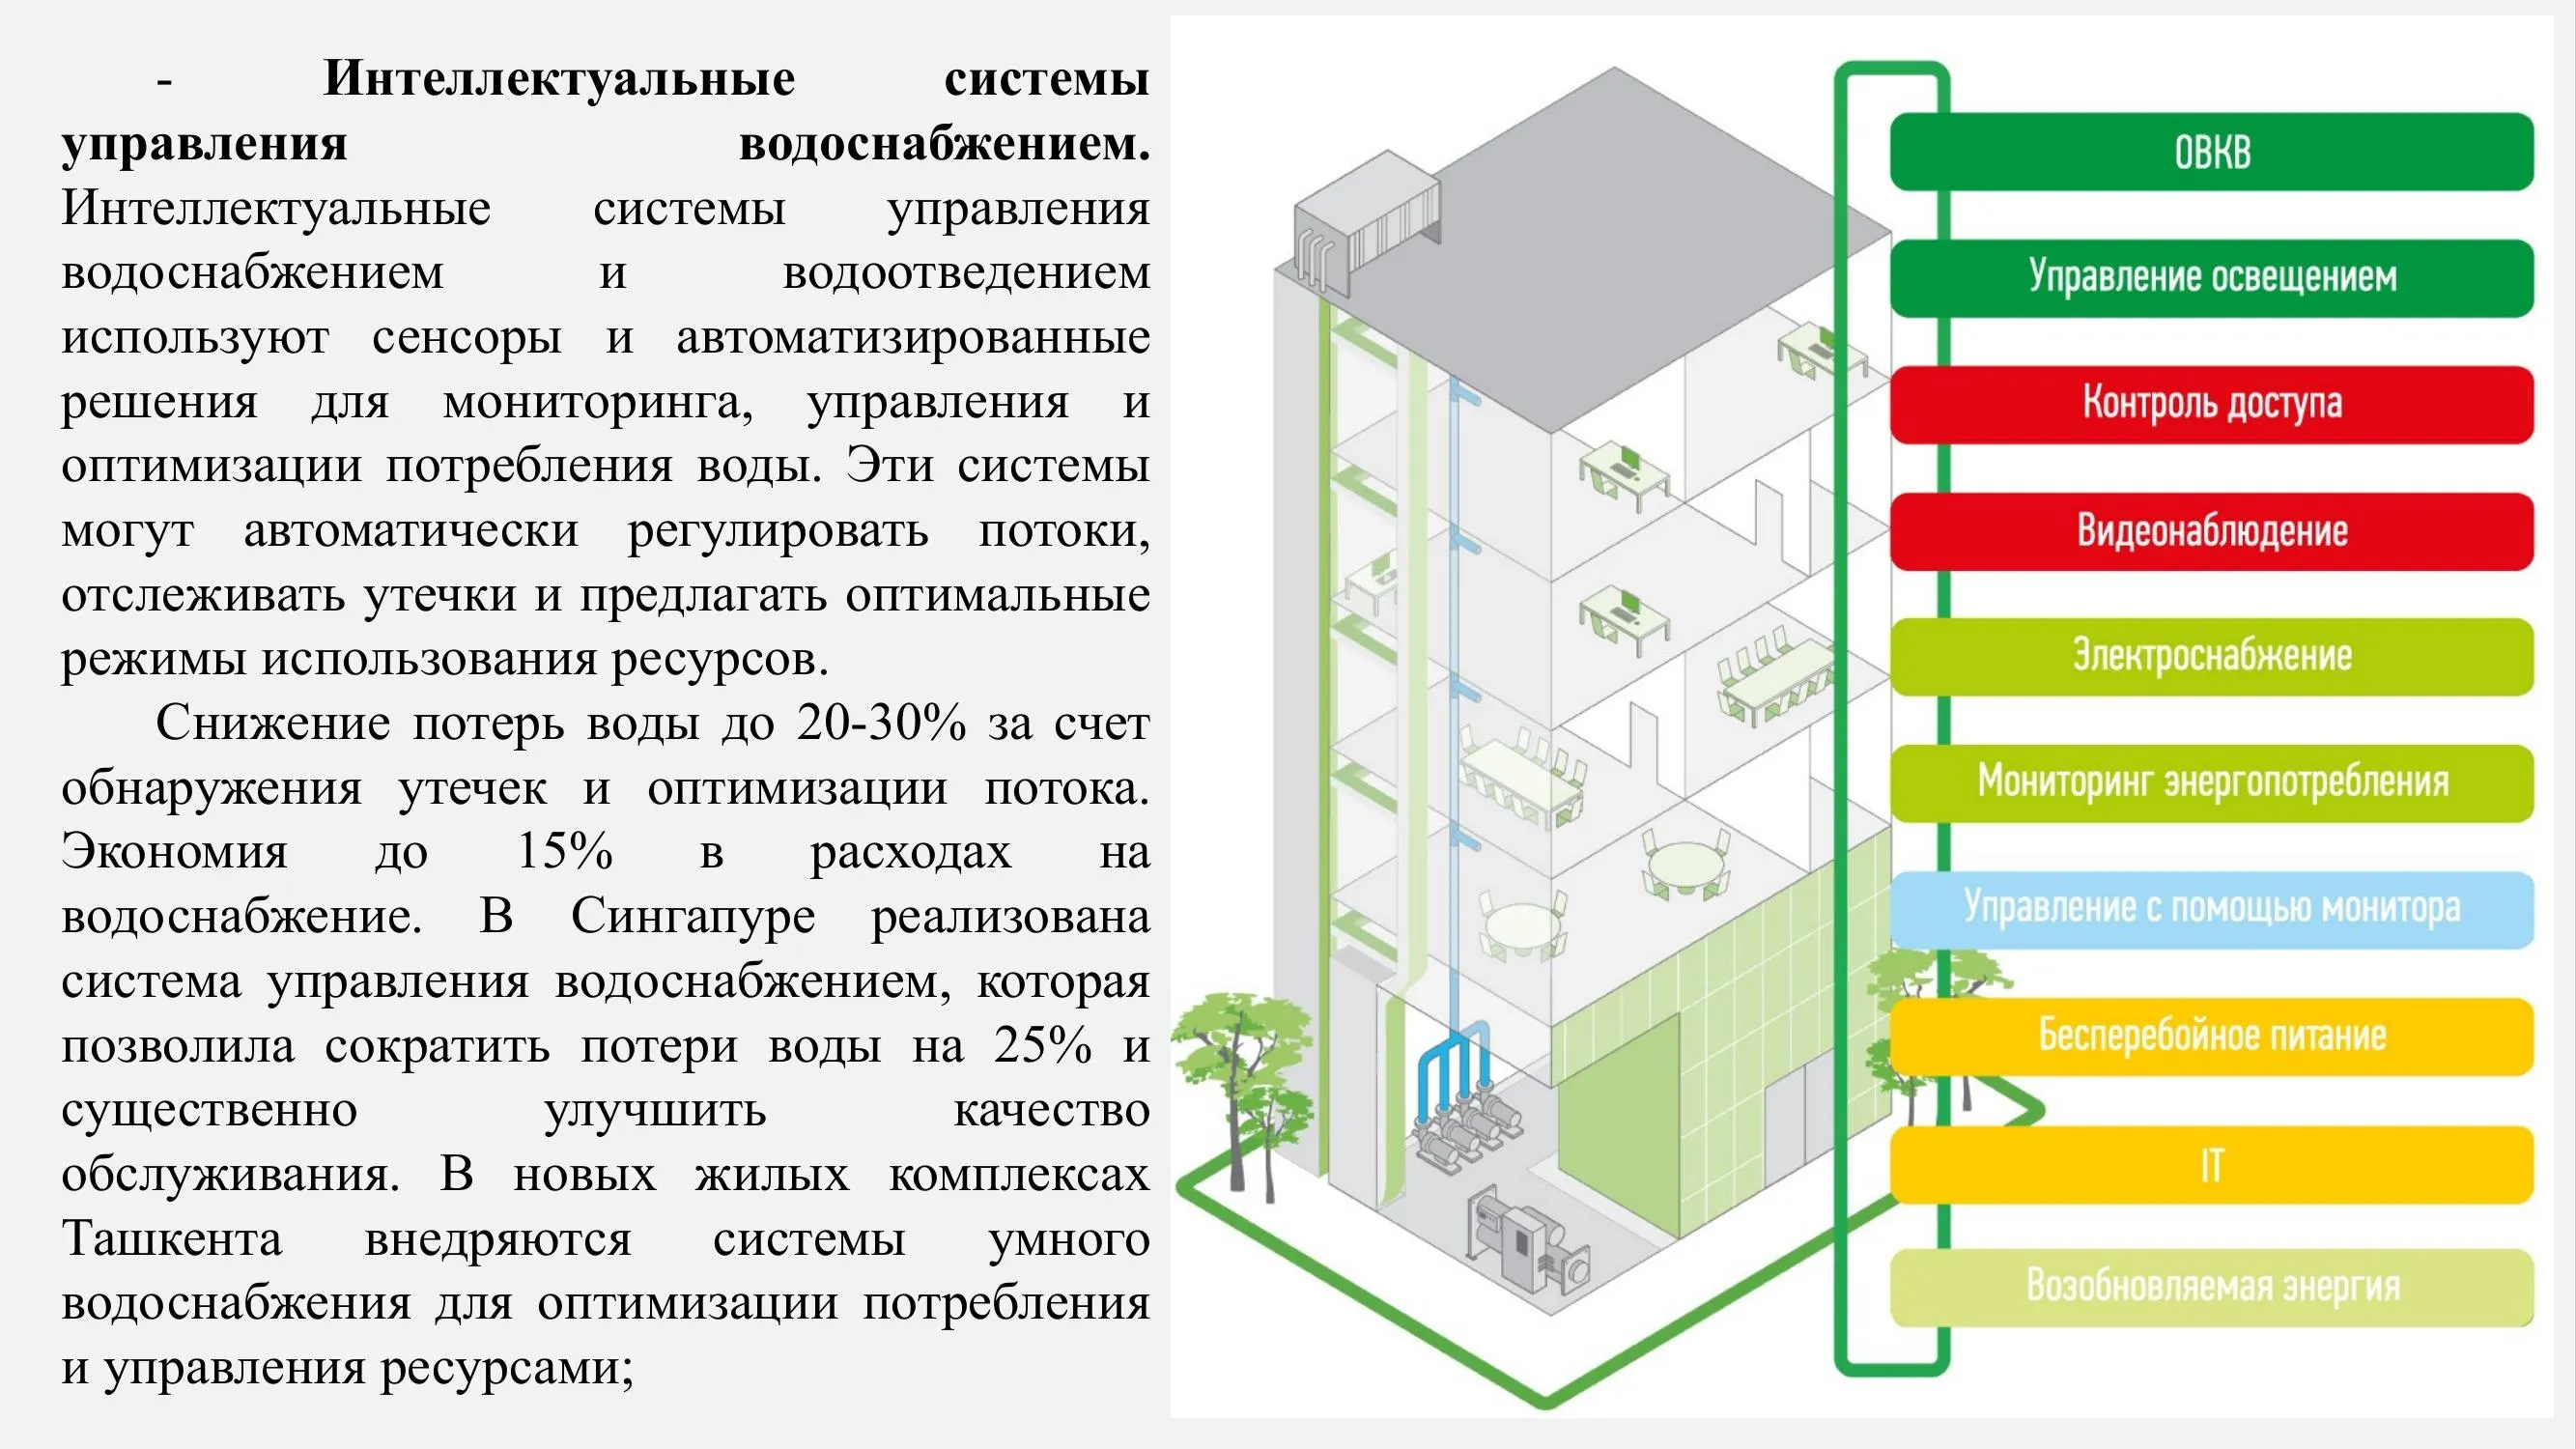 - Интеллектуальные системы
управления водоснабжением.
Интеллектуальные системы управления
водоснабжением и водоотведением
используют сенсоры и автоматизированные
решения для мониторинга, управления и
оптимизации потребления воды. Эти системы
могут автоматически регулировать потоки,
отслеживать утечки и предлагать оптимальные
режимы использования ресурсов.
Снижение потерь воды до 20-30% за счет
обнаружения утечек и оптимизации потока.
Экономия до 15% в расходах на
водоснабжение. В Сингапуре реализована
система управления водоснабжением, которая
позволила сократить потери воды на 25% и
существенно улучшить качество
обслуживания. В новых жилых комплексах
Ташкента внедряются системы умного
водоснабжения для оптимизации потребления
и управления ресурсами;
ОВКВ
Управление освещением
Контроль доступа
Видеонаблюдение
Электроснабжение
Мониторинг энергопотребления
Управление с помощью монитора
Бесперебойное питание
IT
Возобновляемая энергия